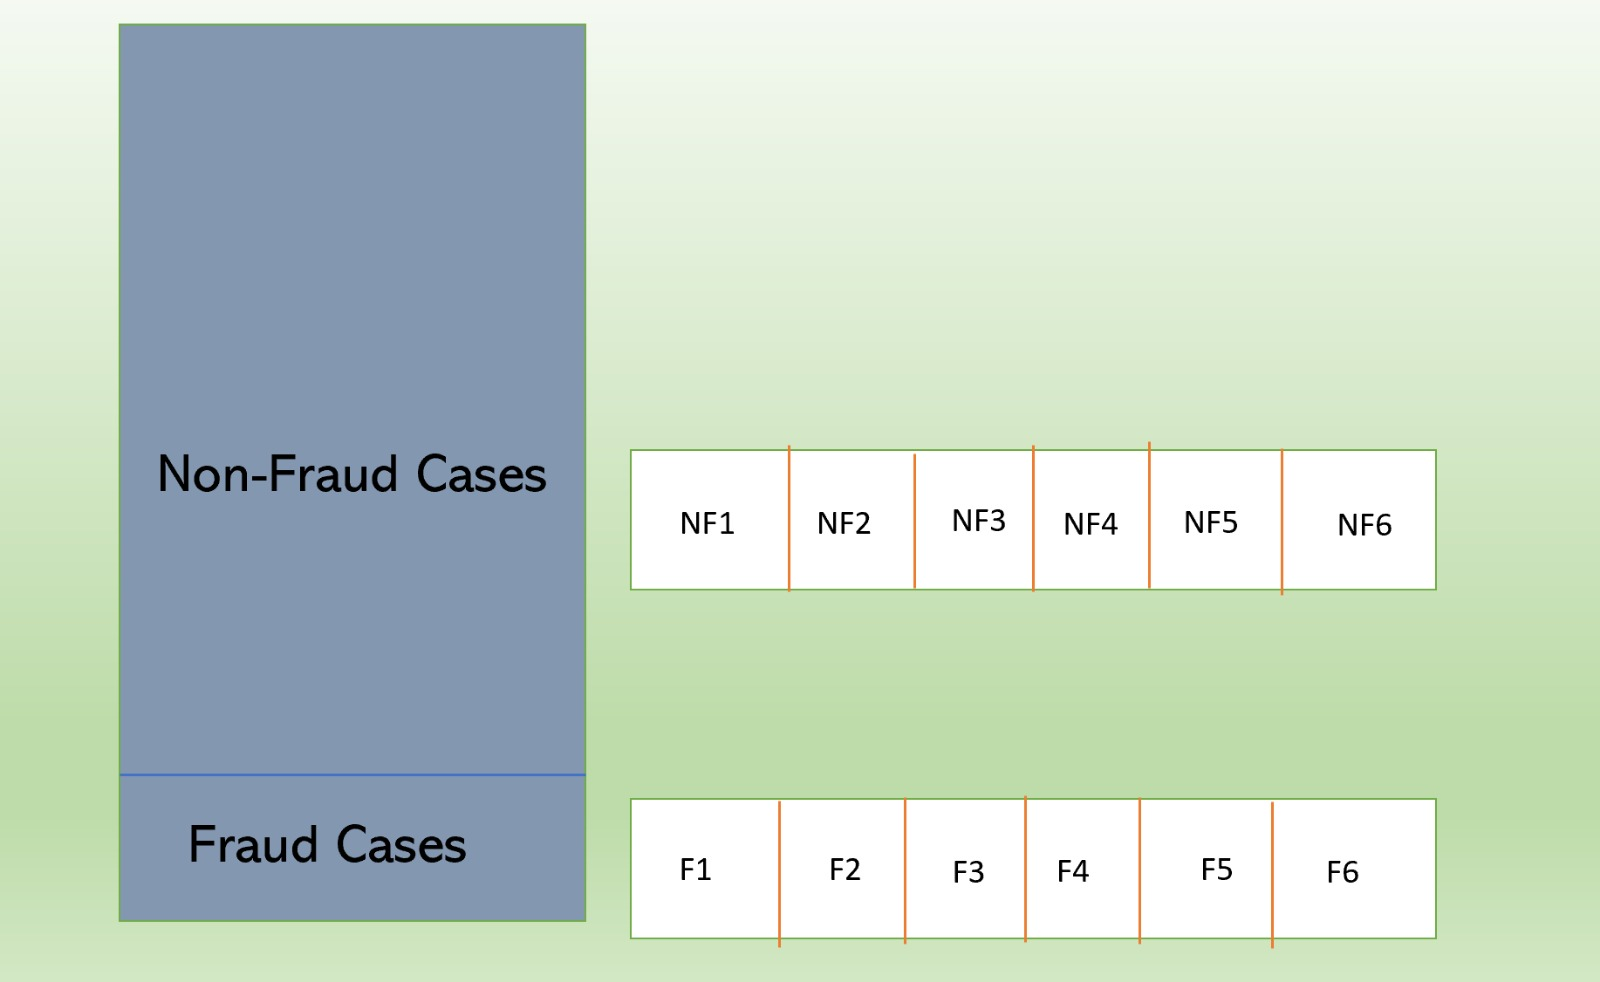 Non-Fraud Cases
NF1 NF2 NF3 NF4 NF5 NF6
Fraud Cases
F1 F2 F3 F4 F5 F6